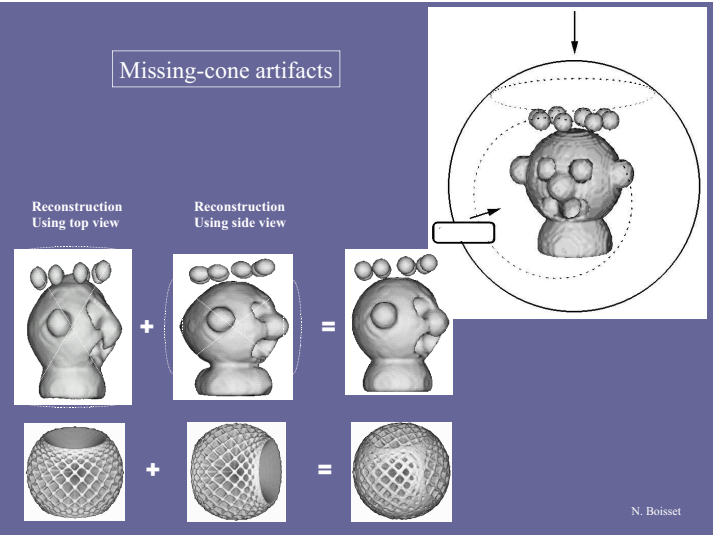 Missing-cone artifacts
Reconstruction
Using top view
Reconstruction
Using side view
+
=
+
=
N. Boisset